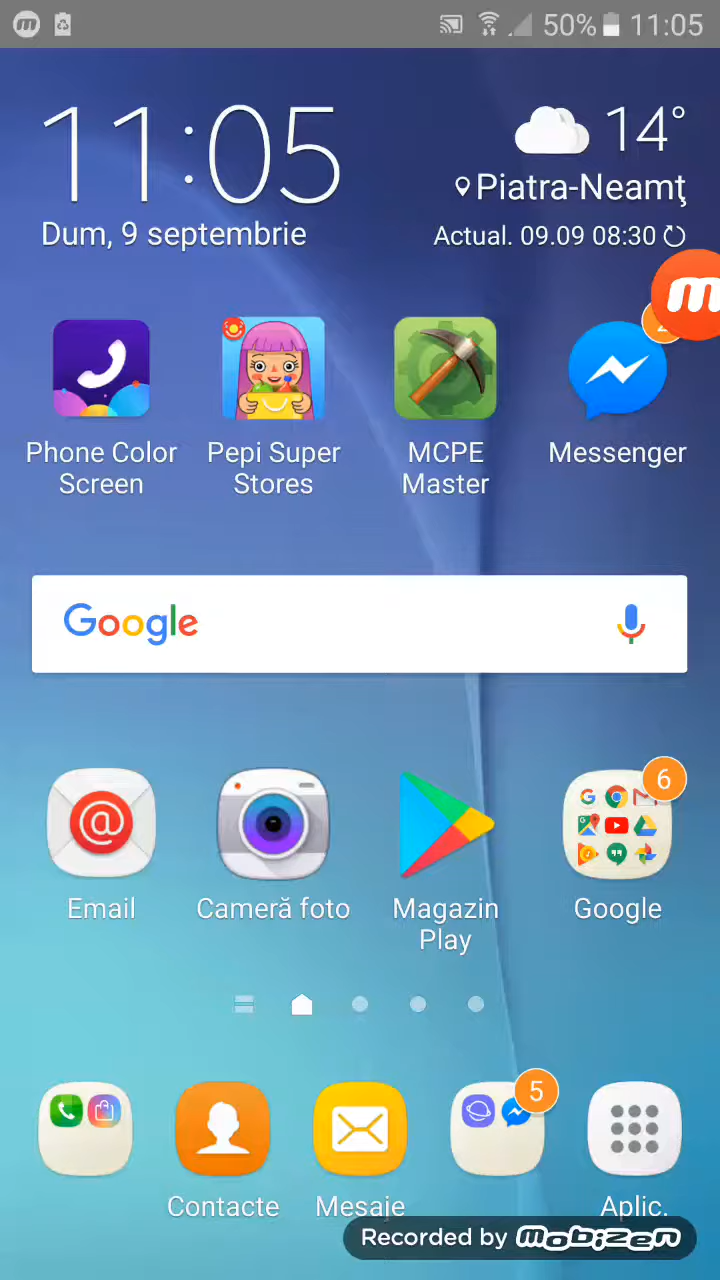 50% 11:05
11:05
14°
Piatra-Neamţ
Dum, 9 septembrie
Actual. 09.09 08:30
Phone Color Screen
Pepi Super Stores
MCPE Master
Messenger
Google
6
Email
Cameră foto
Magazin Play
Google
5
Contacte
Mesaje
Aplic.
Recorded by mobizen